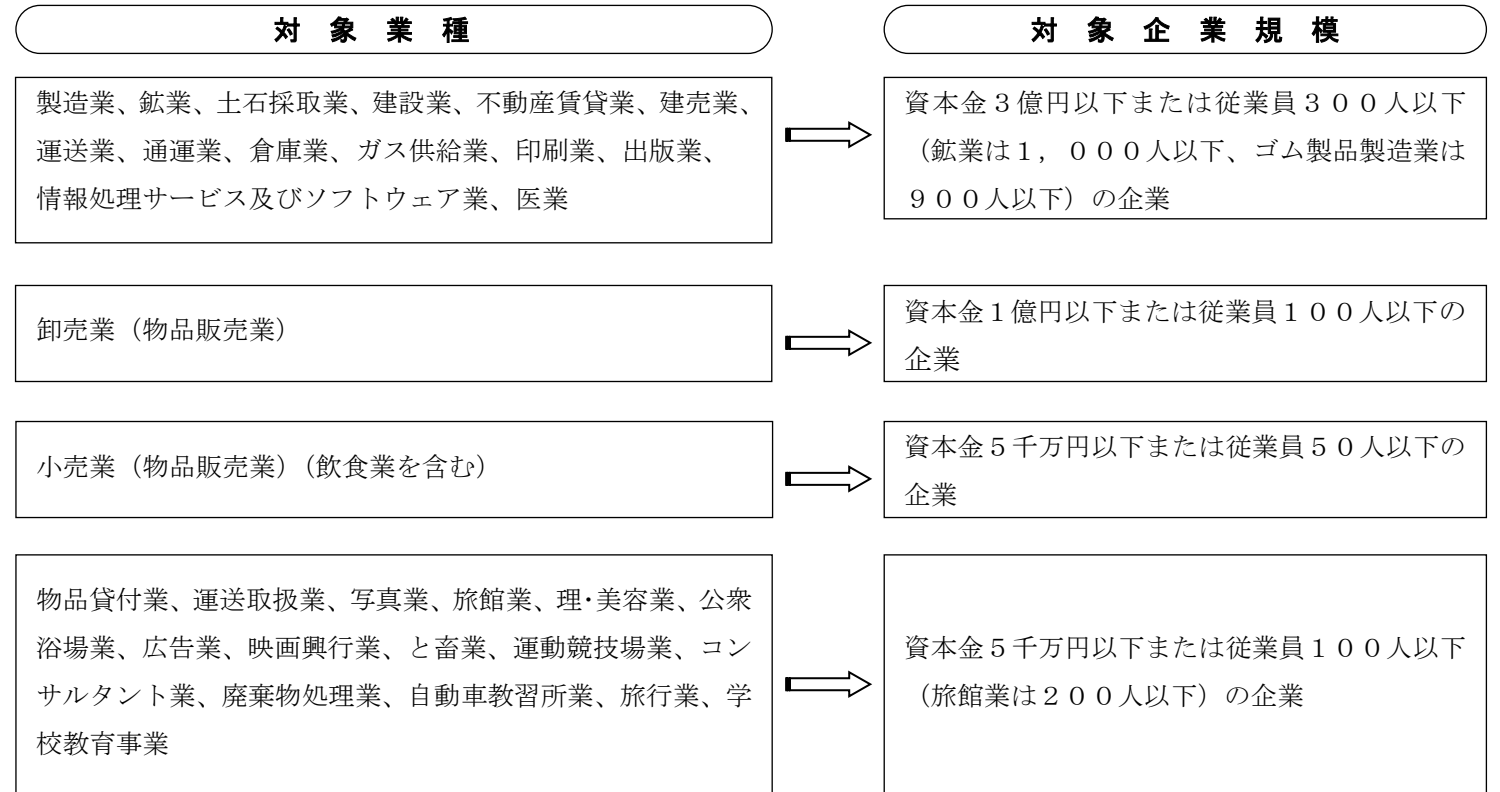 対象業種
対象企業規模
製造業、鉱業、土石採取業、建設業、不動産賃貸業、建売業、
運送業、通運業、倉庫業、ガス供給業、印刷業、出版業、
情報処理サービス及びソフトウェア業、医業
資本金３億円以下または従業員３００人以下
（鉱業は１，０００人以下、ゴム製品製造業は
９００人以下）の企業
卸売業（物品販売業）
資本金１億円以下または従業員１００人以下の
企業
小売業（物品販売業）（飲食業を含む）
資本金５千万円以下または従業員５０人以下の
企業
物品貸付業、運送取扱業、写真業、旅館業、理・美容業、公衆
浴場業、広告業、映画興行業、と畜業、運動競技場業、コン
サルタント業、廃棄物処理業、自動車教習所業、旅行業、学
校教育事業
資本金５千万円以下または従業員１００人以下
（旅館業は２００人以下）の企業